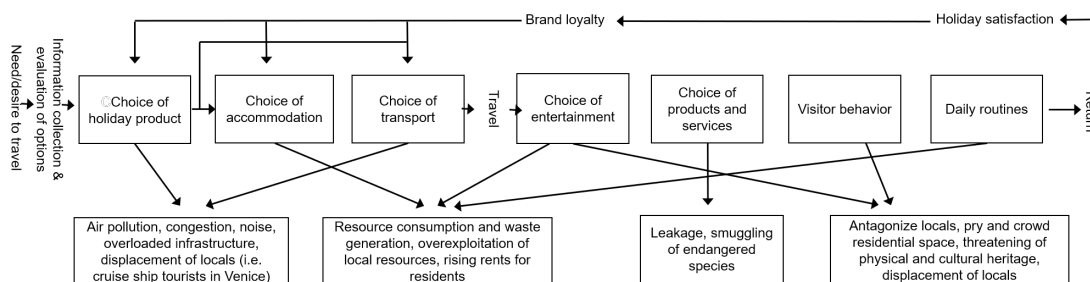 Brand loyalty
Holiday satisfaction
Need/desire to travel
Information collection &
evaluation of options
Choice of
holiday product
Choice of
accommodation
Choice of
transport
Travel
Choice of
entertainment
Choice of
products and
services
Visitor behavior
Daily routines
Return
Air pollution, congestion, noise,
overloaded infrastructure,
displacement of locals (i.e.
cruise ship tourists in Venice)
Resource consumption and waste
generation, overexploitation of
local resources, rising rents for
residents
Leakage, smuggling
of endangered
species
Antagonize locals, pry and crowd
residential space, threatening of
physical and cultural heritage,
displacement of locals